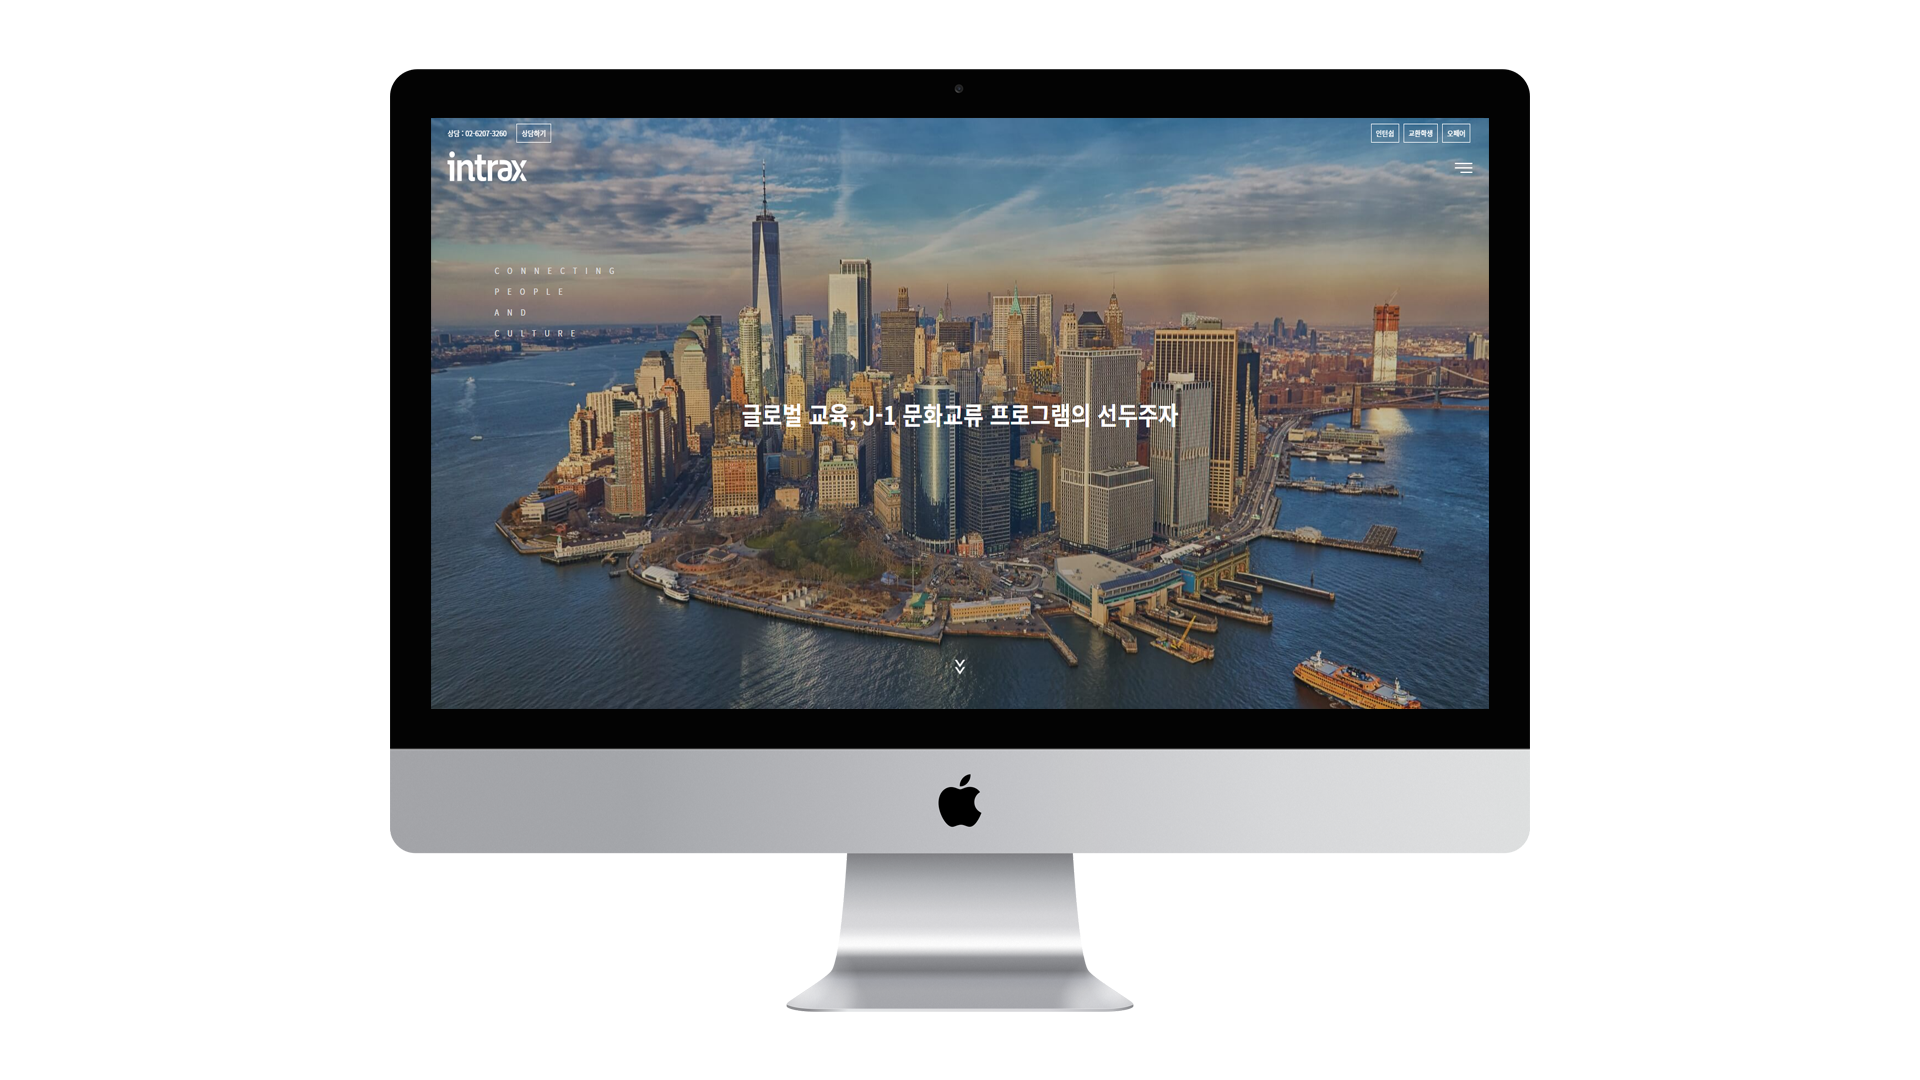 상담 : 02-6207-3260 상담하기
인턴쉽 교환학생 오페어
intrax
CONNECTING
PEOPLE
AND
CULTURE
글로벌 교육, J-1 문화교류 프로그램의 선두주자